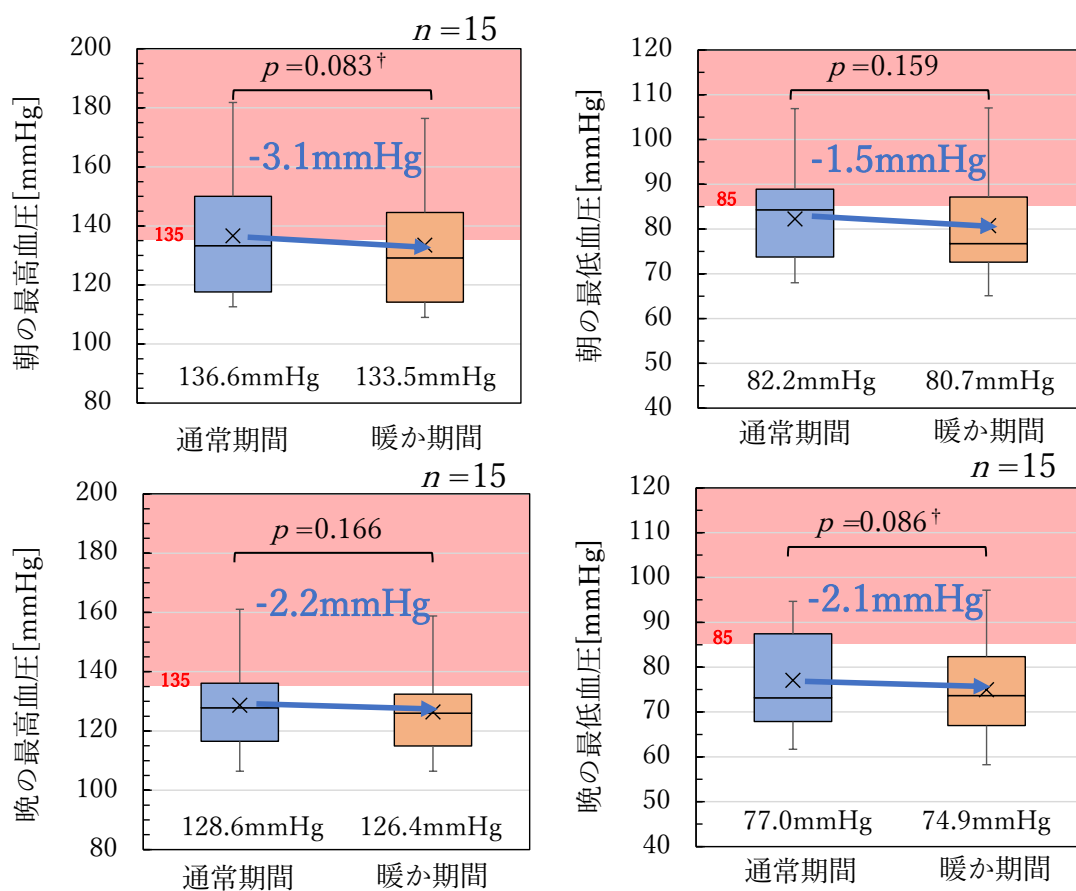 n =15
朝の最高血圧[mmHg]
200
180
160
140
120
100
80
135
p =0.083†
-3.1mmHg
136.6mmHg 133.5mmHg
通常期間 暖か期間
朝の最低血圧[mmHg]
120
110
100
90
80
70
60
50
40
85
p =0.159
-1.5mmHg
82.2mmHg 80.7mmHg
通常期間 暖か期間
n =15
晩の最高血圧[mmHg]
200
180
160
140
120
100
80
135
p =0.166
-2.2mmHg
128.6mmHg 126.4mmHg
通常期間 暖か期間
n =15
晩の最低血圧[mmHg]
120
110
100
90
80
70
60
50
40
85
p =0.086†
-2.1mmHg
77.0mmHg 74.9mmHg
通常期間 暖か期間